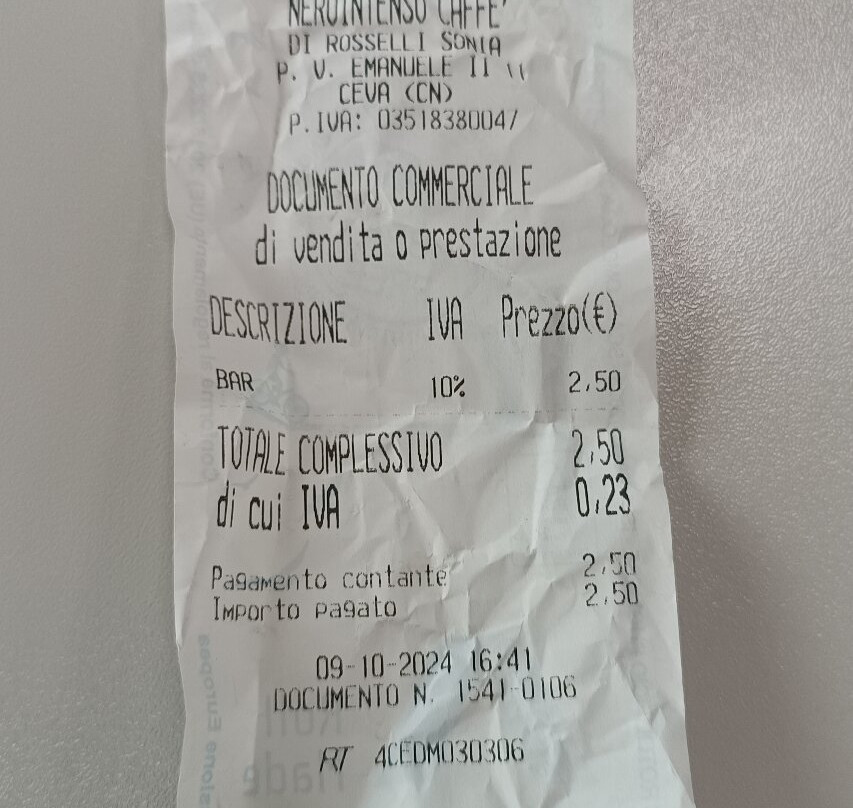 NEROINTENSO CAFFE'
DI ROSSELLI SONIA
P. V. EMANUELE II
CEVA (CN)
P.IVA: 0351838004/
DOCUMENTO COMMERCIALE
di vendita o prestazione
DESCRIZIONE IVA Prezzo(€)
BAR 10% 2,50
TOTALE COMPLESSIVO 2,50
di cui IVA 0,23
Pagamento contante 2,50
Importo pagato 2,50
09-10-2024 16:41
DOCUMENTO N. 1541-0106
RT 4CEDM030306